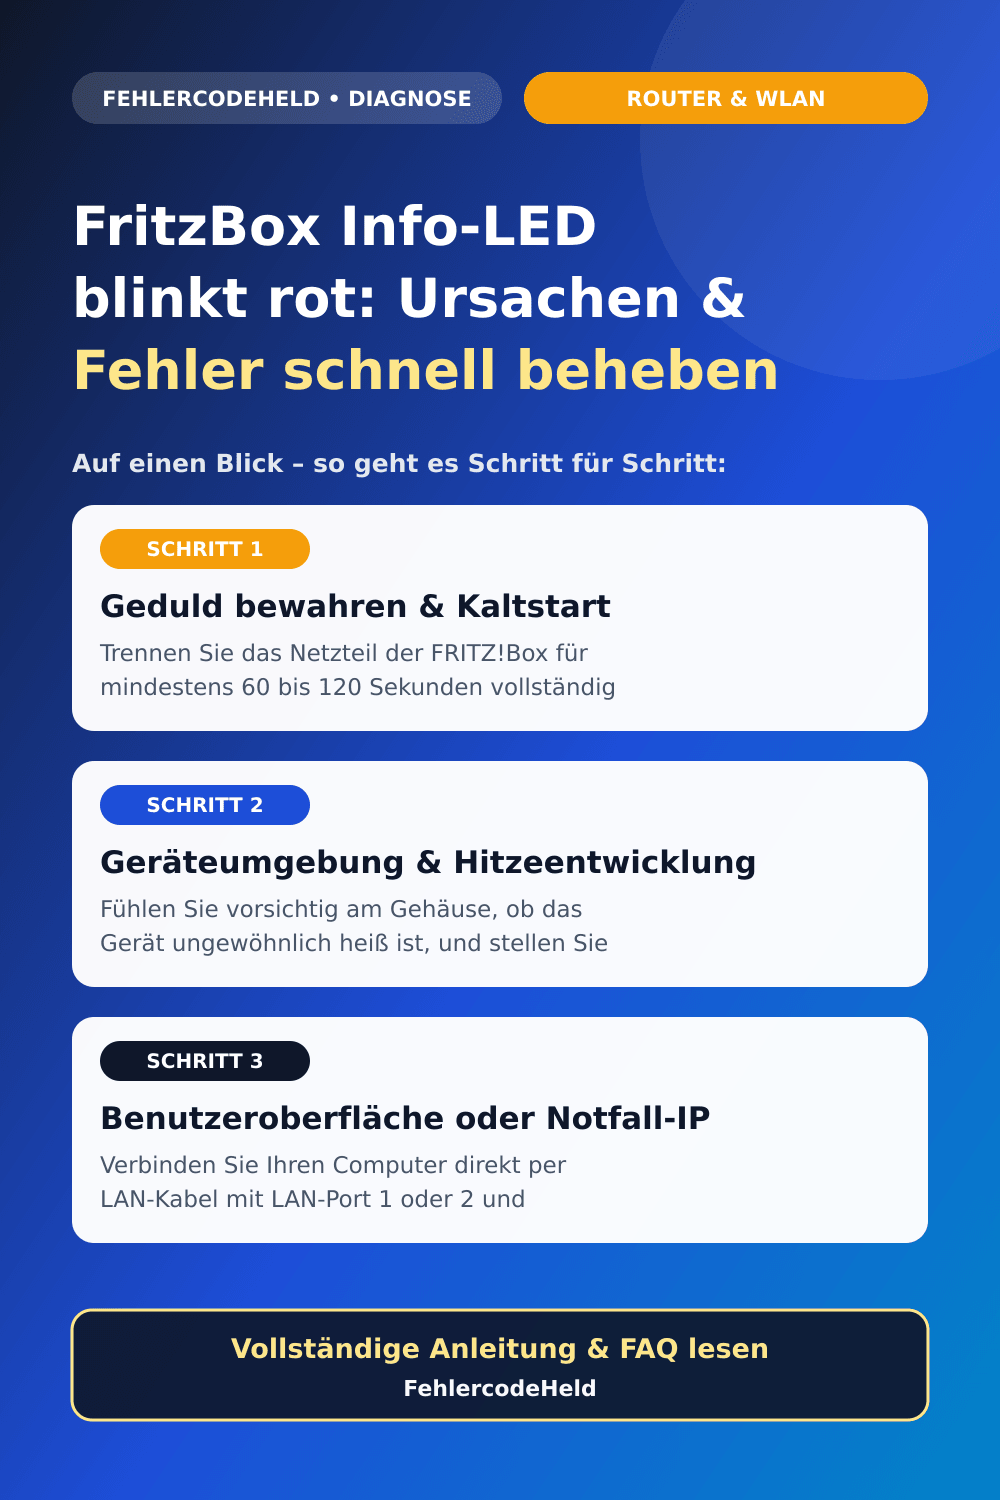 FEHLERCODEHELD • DIAGNOSE
ROUTER & WLAN
FritzBox Info-LED
blinkt rot: Ursachen &
Fehler schnell beheben
Auf einen Blick – so geht es Schritt für Schritt:
SCHRITT 1
Geduld bewahren & Kaltstart
Trennen Sie das Netzteil der FRITZ!Box für
mindestens 60 bis 120 Sekunden vollständig
SCHRITT 2
Geräteumgebung & Hitzeentwicklung
Fühlen Sie vorsichtig am Gehäuse, ob das
Gerät ungewöhnlich heiß ist, und stellen Sie
SCHRITT 3
Benutzeroberfläche oder Notfall-IP
Verbinden Sie Ihren Computer direkt per
LAN-Kabel mit LAN-Port 1 oder 2 und
Vollständige Anleitung & FAQ lesen
FehlercodeHeld